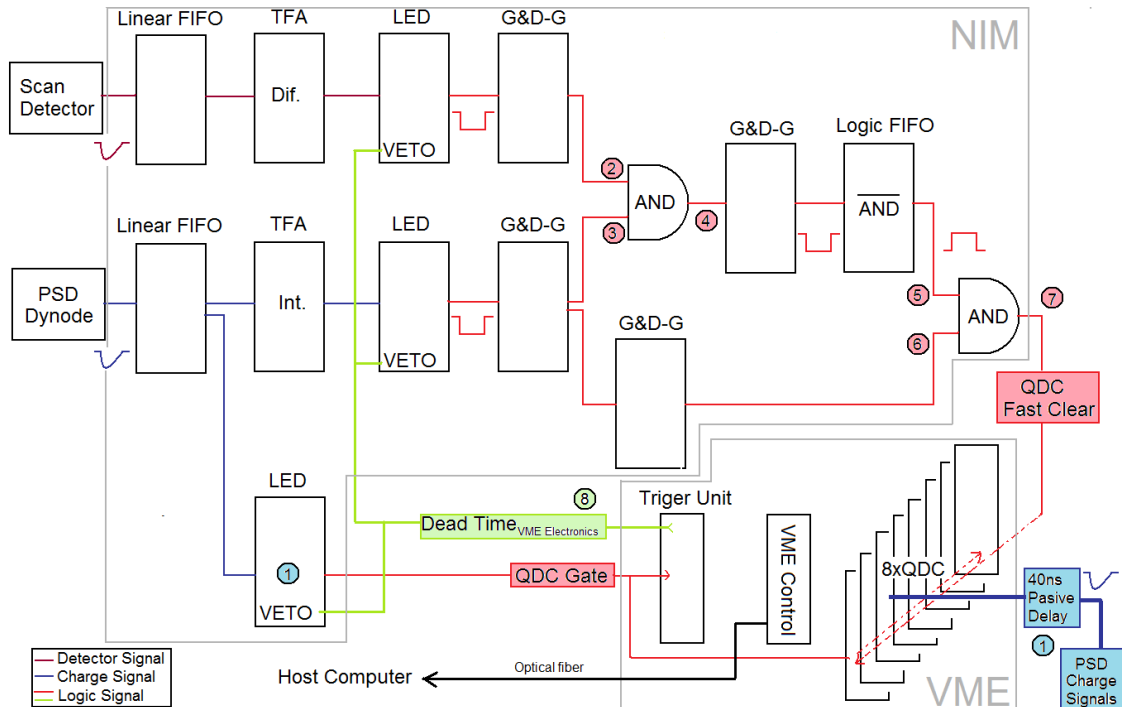 Linear FIFO
TFA
LED
G&D-G
NIM
Scan
Detector
Dif.
VETO
G&D-G
Logic FIFO
2
AND
AND
3
4
Linear FIFO
TFA
LED
G&D-G
PSD
Dynode
Int.
VETO
5
7
AND
6
G&D-G
QDC
Fast Clear
LED
8
Triger Unit
Dead Time VME Electronics
VME Control
1
QDC Gate
8xQDC
VETO
40ns
Pasive
Delay
1
Detector Signal
Charge Signal
Logic Signal
Host Computer
Optical fiber
VME
PSD
Charge
Signals